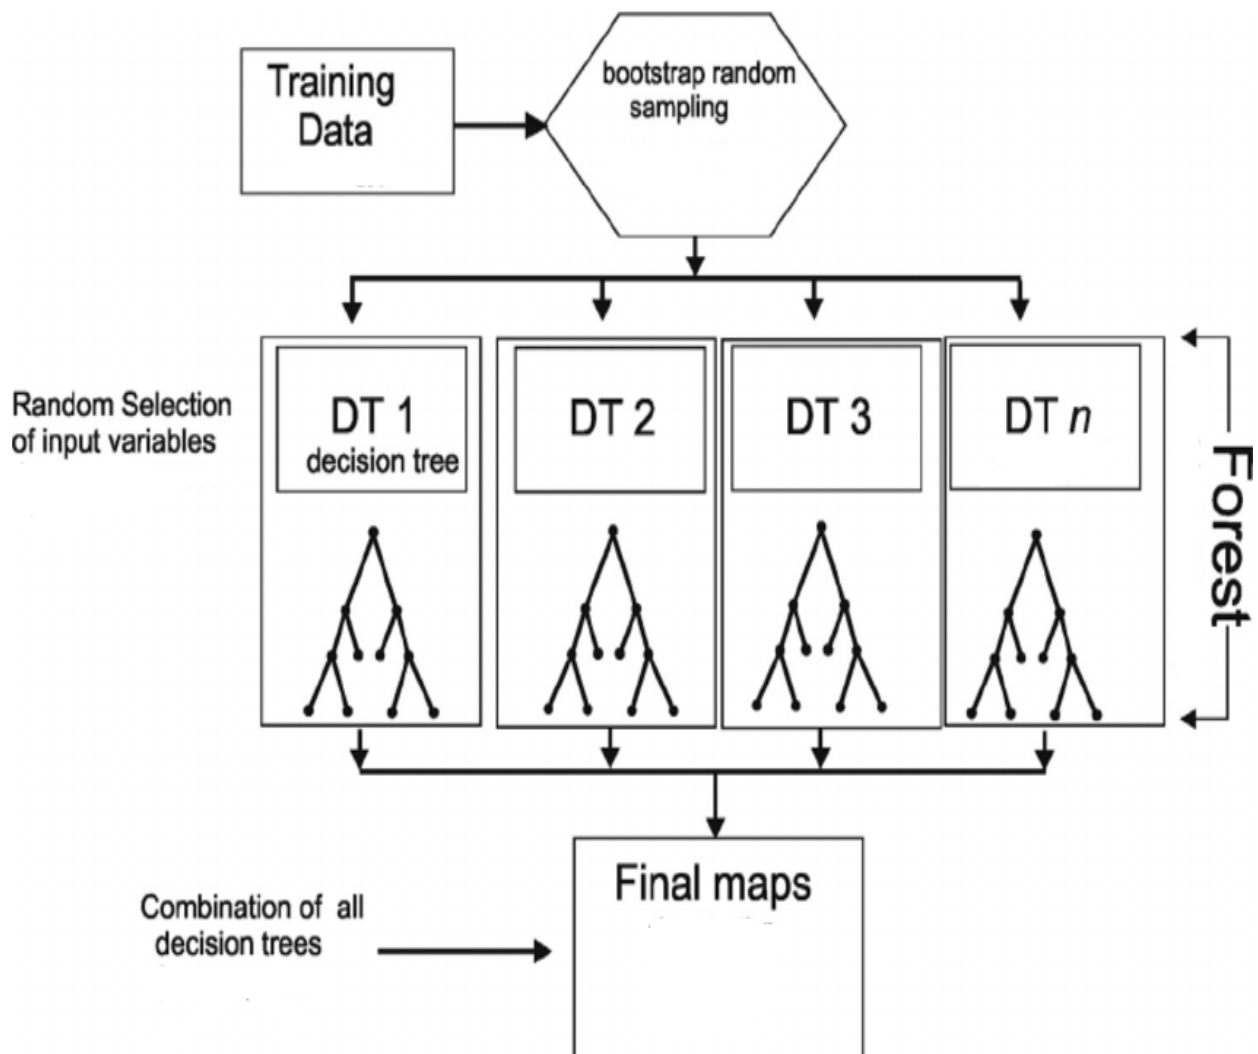 Training
Data
bootstrap random
sampling
Random Selection
of input variables
DT 1
decision tree
DT 2
DT 3
DT n
Forest
Final maps
Combination of all
decision trees